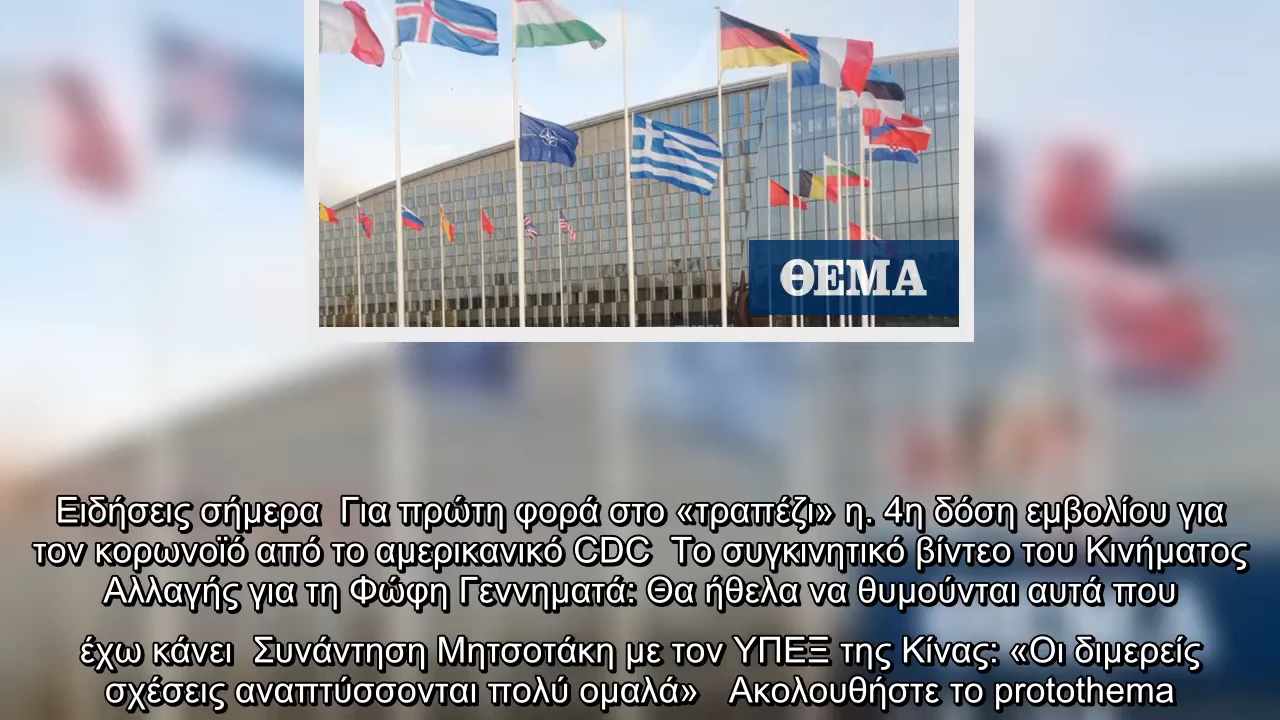 ΘΕΜΑ
Ειδήσεις σήμερα  Για πρώτη φορά στο «τραπέζι» η. 4η δόση εμβολίου για
τον κορωνοϊό από το αμερικανικό CDC  Το συγκινητικό βίντεο του Κινήματος
Αλλαγής για τη Φώφη Γεννηματά: Θα ήθελα να θυμούνται αυτά που
έχω κάνει  Συνάντηση Μητσοτάκη με τον ΥΠΕΞ της Κίνας: «Οι διμερείς
σχέσεις αναπτύσσονται πολύ ομαλά»   Ακολουθήστε το protothema